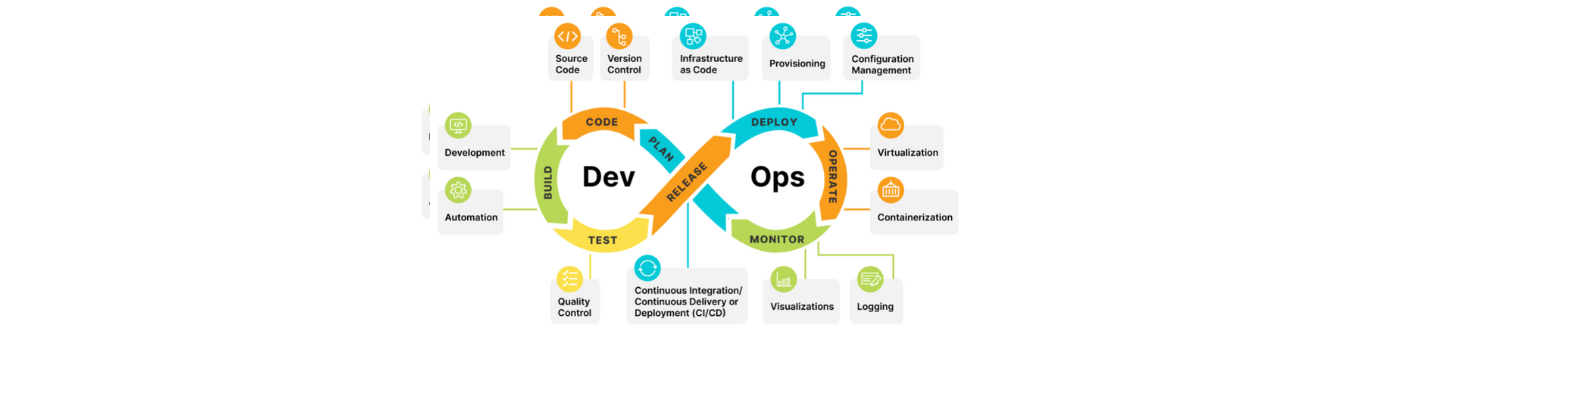 Source
Code
Version
Control
Infrastructure
as Code
Provisioning
Configuration
Management
CODE
PLAN
DEPLOY
Development
BUILD
Dev
RELEASE
Ops
OPERATE
Virtualization
Automation
Containerization
TEST
MONITOR
Quality
Control
Continuous Integration/
Continuous Delivery or
Deployment (CI/CD)
Visualizations
Logging